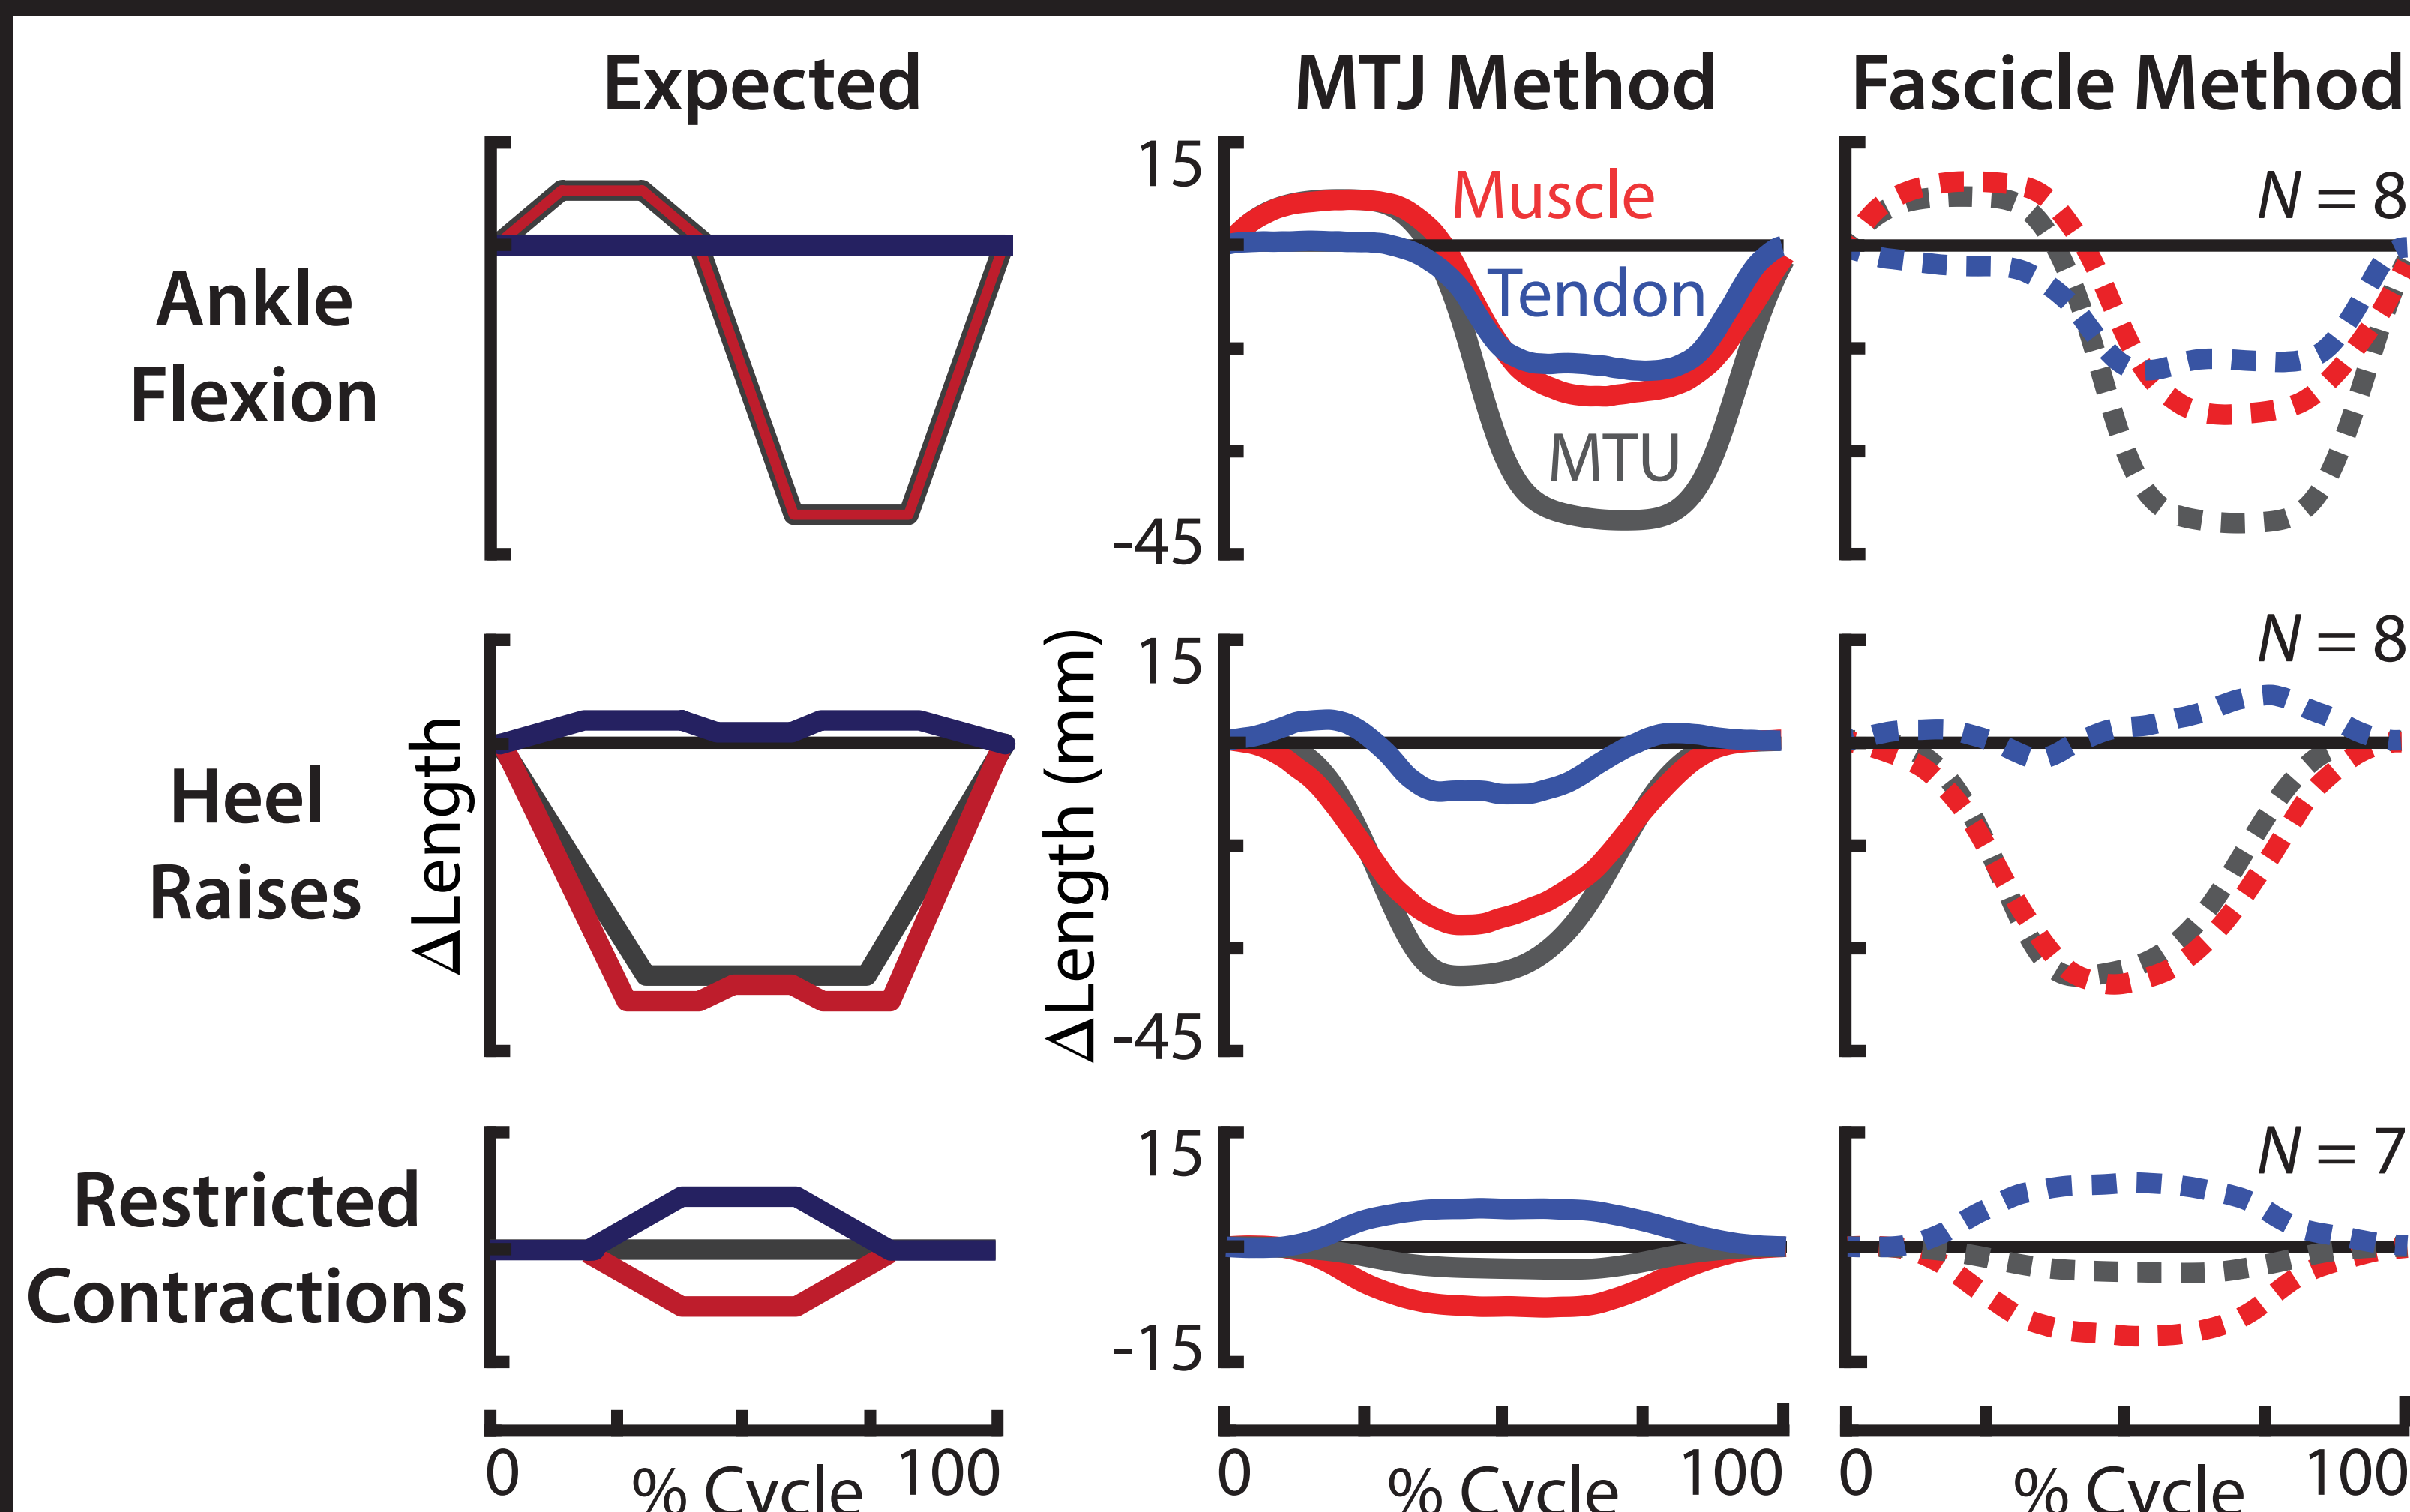 Expected
MTJ Method
Fascicle Method
Ankle
Flexion
15
-45
Muscle
Tendon
MTU
N = 8
Heel
Raises
ΔLength
ΔLength (mm)
15
-45
N = 8
Restricted
Contractions
15
-15
N = 7
0
% Cycle
100
0
% Cycle
100
0
% Cycle
100